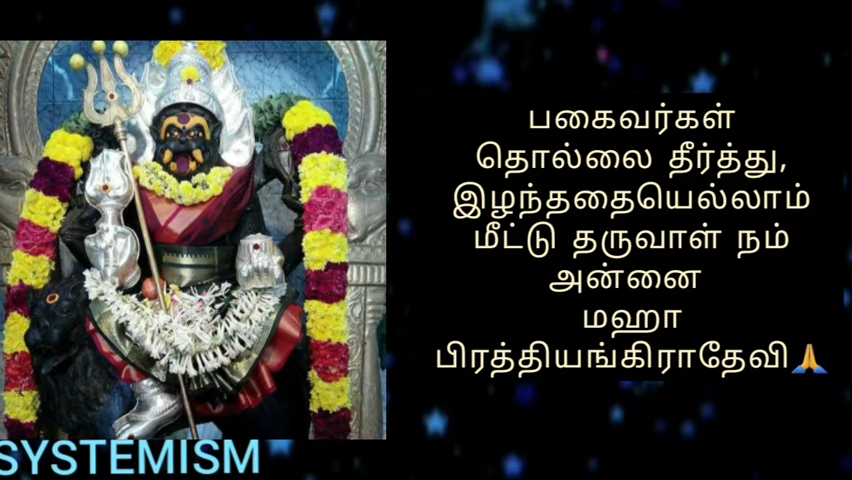 பகைவர்கள்
தொல்லை தீர்த்து,
இழந்ததையெல்லாம்
மீட்டு தருவாள் நம்
அன்னை
மஹா
பிரத்தியங்கிராதேவி🙏
SYSTEMISM